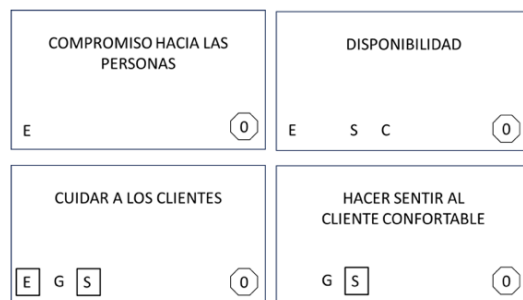 COMPROMISO HACIA LAS
PERSONAS
E 0
DISPONIBILIDAD
E S C 0
CUIDAR A LOS CLIENTES
E G S 0
HACER SENTIR AL
CLIENTE CONFORTABLE
G S 0